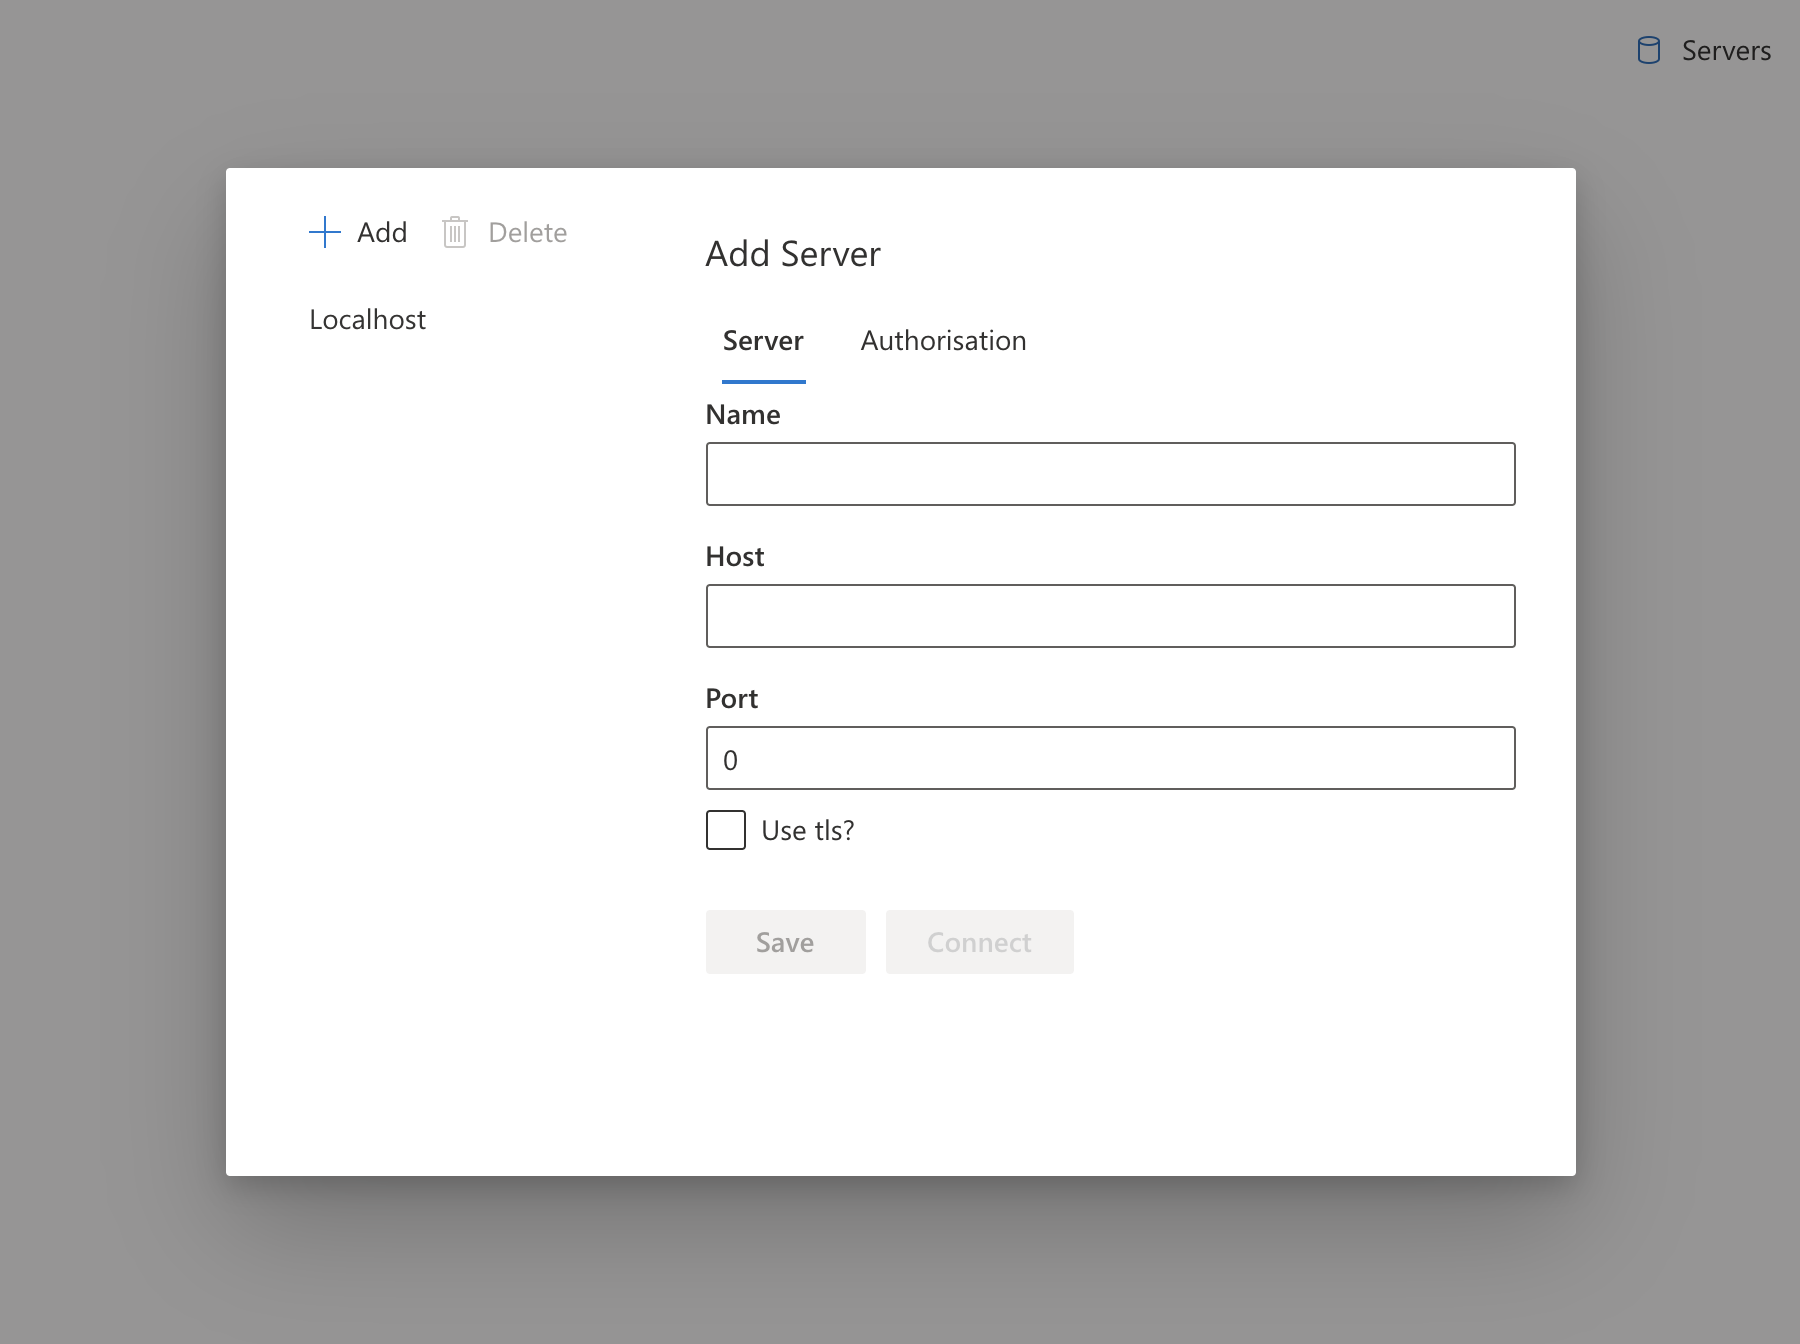 Servers
Add Delete
Localhost
Add Server
Server Authorisation
Name
Host
Port
0
Use tls?
Save Connect